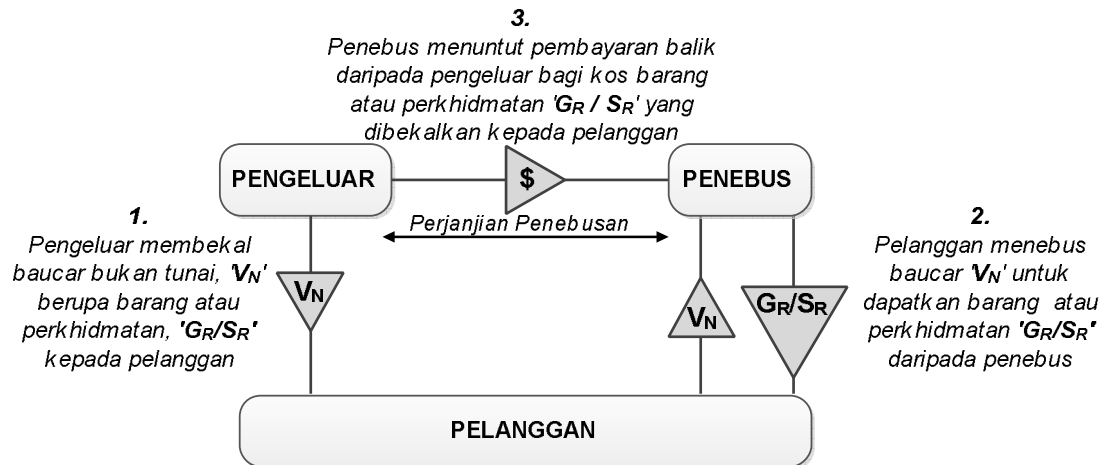 3.
Penebus menuntut pembayaran balik
daripada pengeluar bagi kos barang
atau perkhidmatan 'GR / SR' yang
dibekalkan kepada pelanggan
PENGELUAR
$
PENEBUS
Perjanjian Penebusan
1.
Pengeluar membekal
baucar bukan tunai, 'VN'
berupa barang atau
perkhidmatan, 'GR/SR'
kepada pelanggan
VN
VN
GR/SR
2.
Pelanggan menebus
baucar 'VN' untuk
dapatkan barang atau
perkhidmatan 'GR/SR'
daripada penebus
PELANGGAN